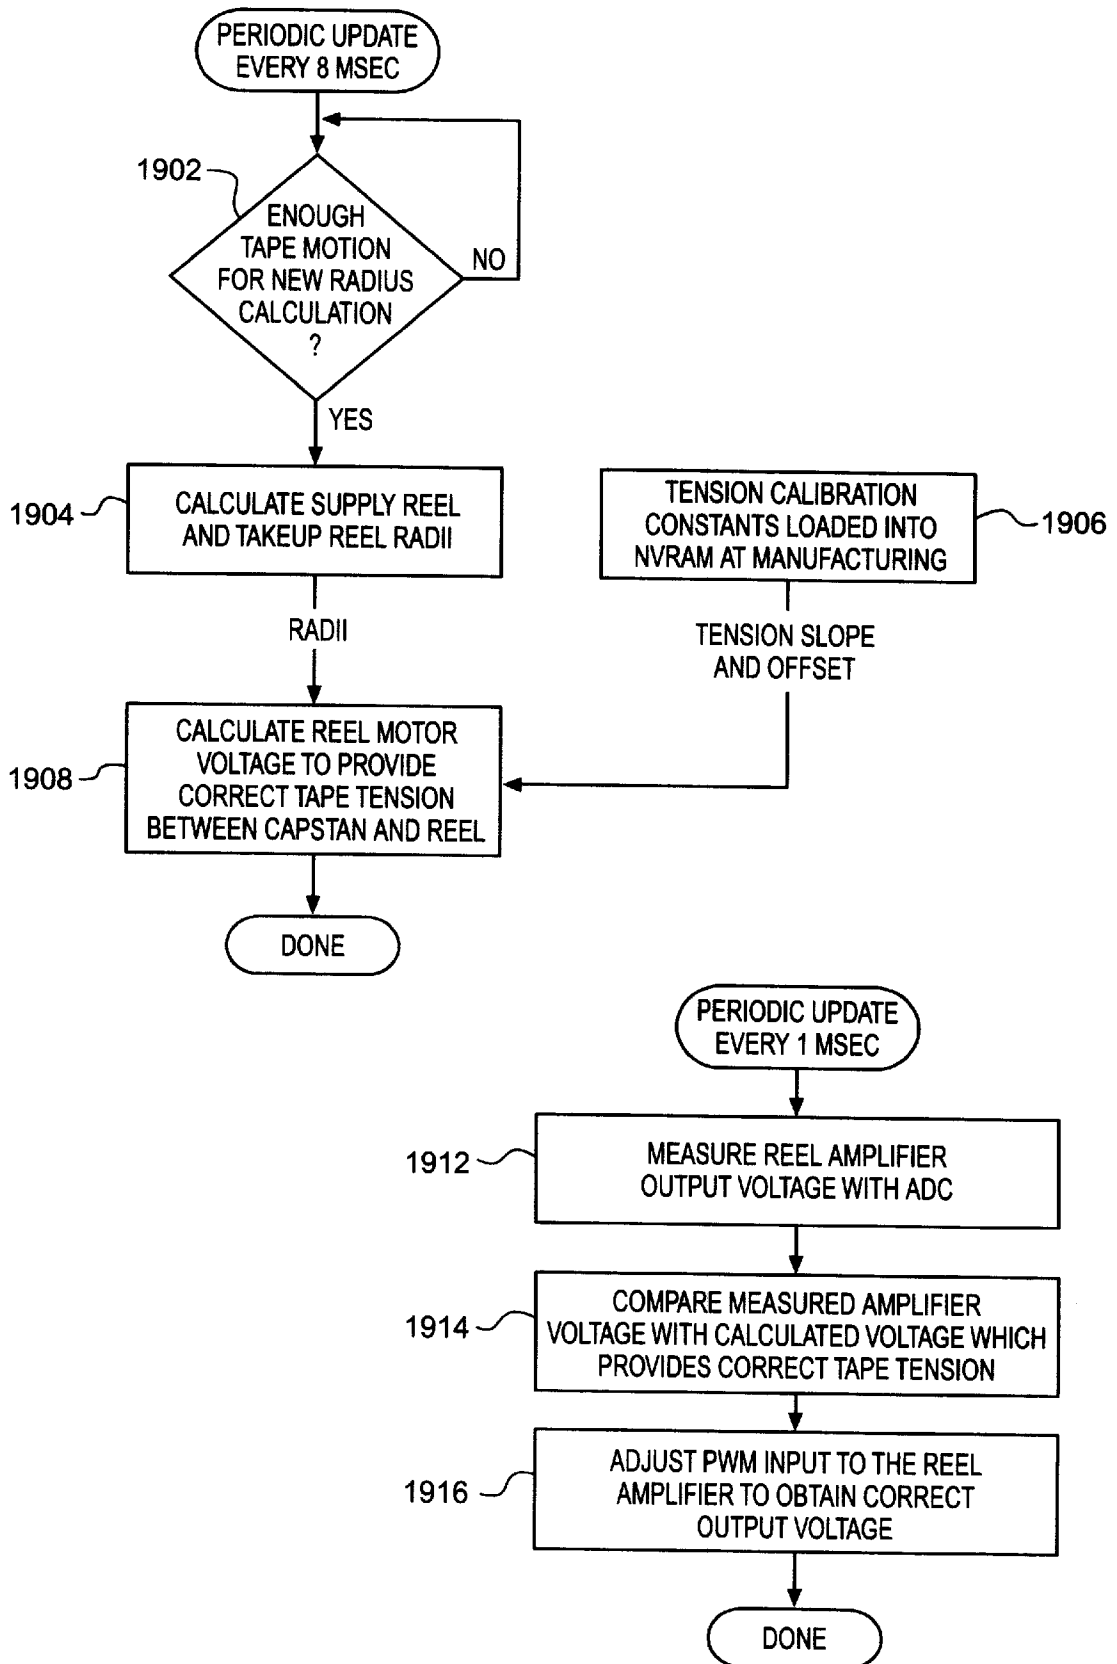 PERIODIC UPDATE
EVERY 8 MSEC
1902
ENOUGH
TAPE MOTION
FOR NEW RADIUS
CALCULATION
?
NO
YES
1904
CALCULATE SUPPLY REEL
AND TAKEUP REEL RADII
TENSION CALIBRATION
CONSTANTS LOADED INTO
NVRAM AT MANUFACTURING
1906
RADII
TENSION SLOPE
AND OFFSET
1908
CALCULATE REEL MOTOR
VOLTAGE TO PROVIDE
CORRECT TAPE TENSION
BETWEEN CAPSTAN AND REEL
DONE
PERIODIC UPDATE
EVERY 1 MSEC
1912
MEASURE REEL AMPLIFIER
OUTPUT VOLTAGE WITH ADC
1914
COMPARE MEASURED AMPLIFIER
VOLTAGE WITH CALCULATED VOLTAGE WHICH
PROVIDES CORRECT TAPE TENSION
1916
ADJUST PWM INPUT TO THE REEL
AMPLIFIER TO OBTAIN CORRECT
OUTPUT VOLTAGE
DONE